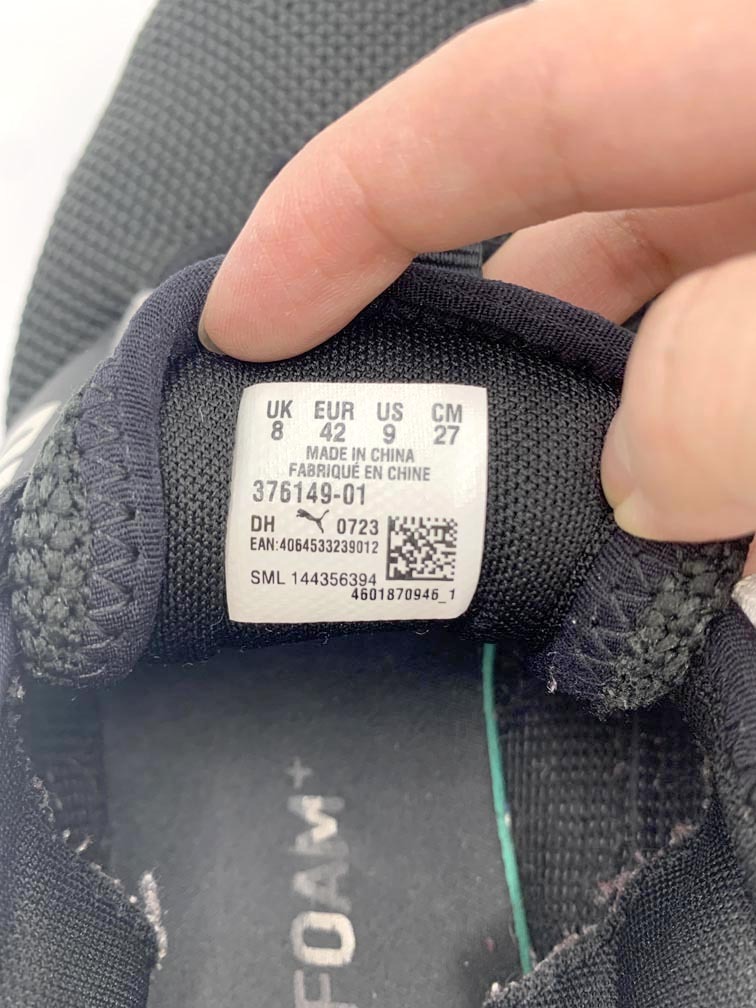 UK EUR US CM
8 42 9 27
MADE IN CHINA
FABRIQUÉ EN CHINE
376149-01
DH 0723
EAN:4064533239012
SML 144356394
4601870946_1
FOAM+